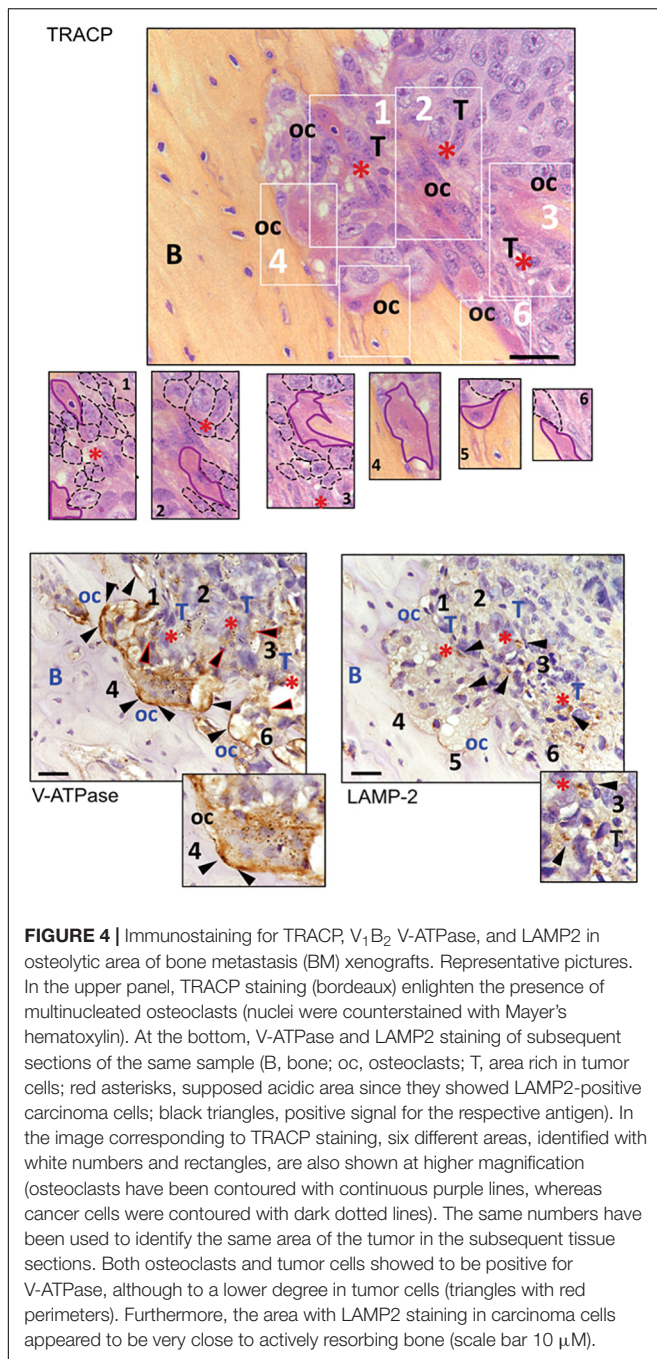 TRACP
oc 1 2 T
T * *
oc oc
oc 3
B 4 T *
oc oc 6
1 * 2 * 3 * 4 5 6
oc 1 T 2 * * 3 T *
B 4 oc oc 6
V-ATPase
oc 4
oc 1 T 2 T * * 3 * T
B 4 oc 5 6
LAMP-2
* 3 T
FIGURE 4 | Immunostaining for TRACP, V₁B₂ V-ATPase, and LAMP2 in
osteolytic area of bone metastasis (BM) xenografts. Representative pictures.
In the upper panel, TRACP staining (bordeaux) enlighten the presence of
multinucleated osteoclasts (nuclei were counterstained with Mayer's
hematoxylin). At the bottom, V-ATPase and LAMP2 staining of subsequent
sections of the same sample (B, bone; oc, osteoclasts; T, area rich in tumor
cells; red asterisks, supposed acidic area since they showed LAMP2-positive
carcinoma cells; black triangles, positive signal for the respective antigen). In
the image corresponding to TRACP staining, six different areas, identified with
white numbers and rectangles, are also shown at higher magnification
(osteoclasts have been contoured with continuous purple lines, whereas
cancer cells were contoured with dark dotted lines). The same numbers have
been used to identify the same area of the tumor in the subsequent tissue
sections. Both osteoclasts and tumor cells showed to be positive for
V-ATPase, although to a lower degree in tumor cells (triangles with red
perimeters). Furthermore, the area with LAMP2 staining in carcinoma cells
appeared to be very close to actively resorbing bone (scale bar 10 μM).